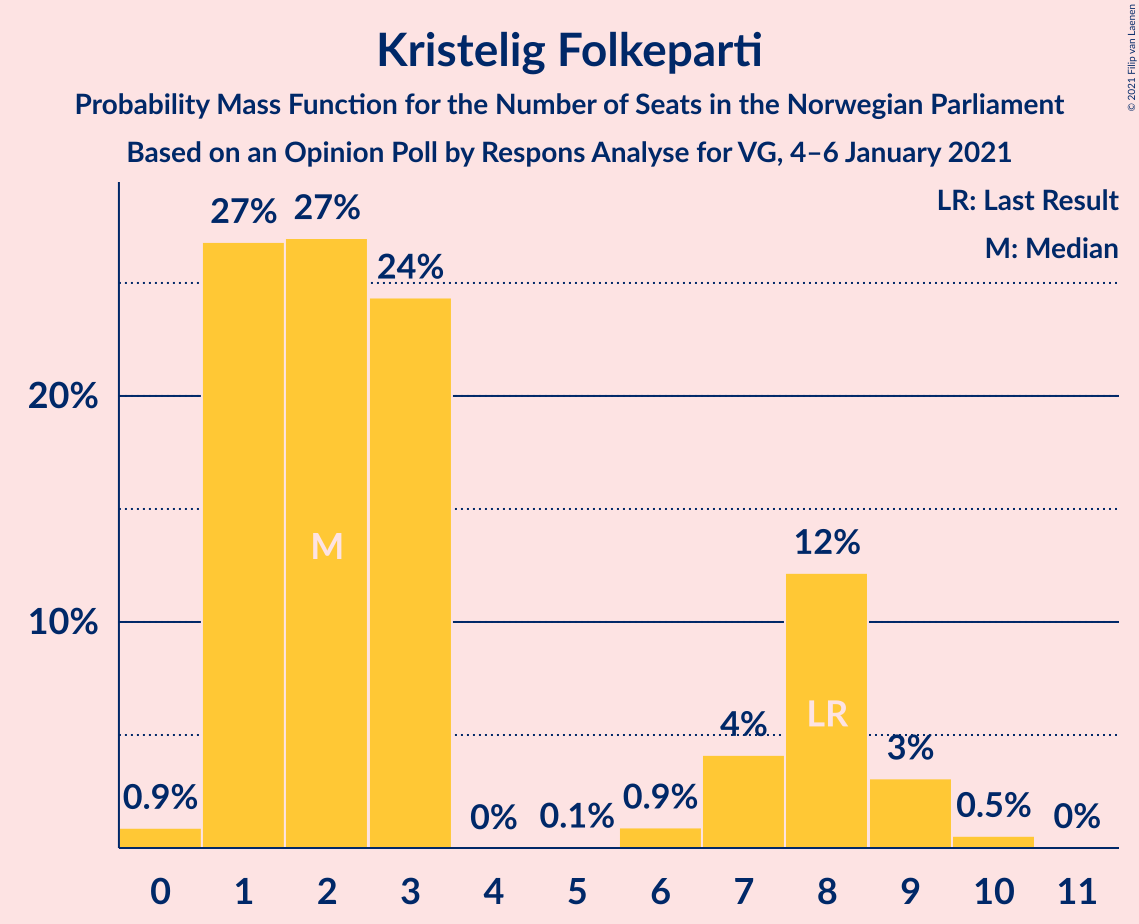 Kristelig Folkeparti
Probability Mass Function for the Number of Seats in the Norwegian Parliament
Based on an Opinion Poll by Respons Analyse for VG, 4–6 January 2021
© 2021 Filip van Laenen
LR: Last Result
M: Median
27% 27% 24%
20%
M
12%
10%
LR
4% 3%
0.9% 0% 0.1% 0.9% 0.5% 0%
0 1 2 3 4 5 6 7 8 9 10 11